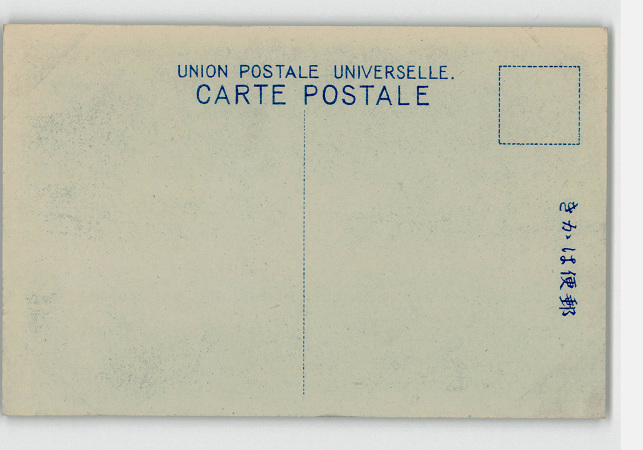 UNION POSTALE UNIVERSELLE.
CARTE POSTALE
きかは便郵